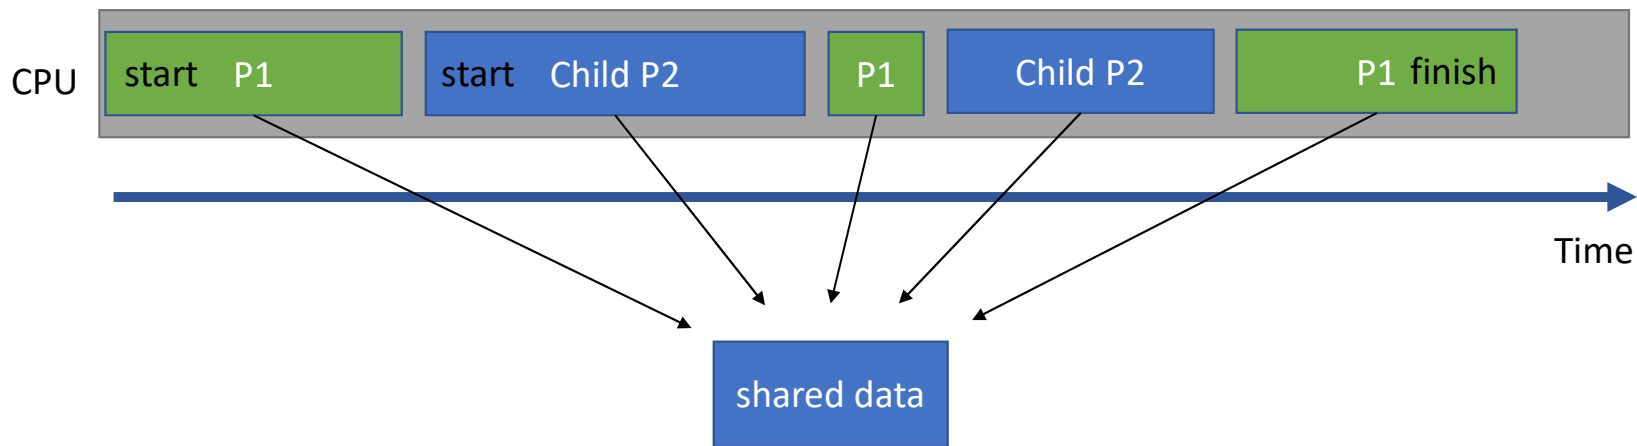 CPU
start P1
start Child P2
P1
Child P2
P1 finish
Time
shared data